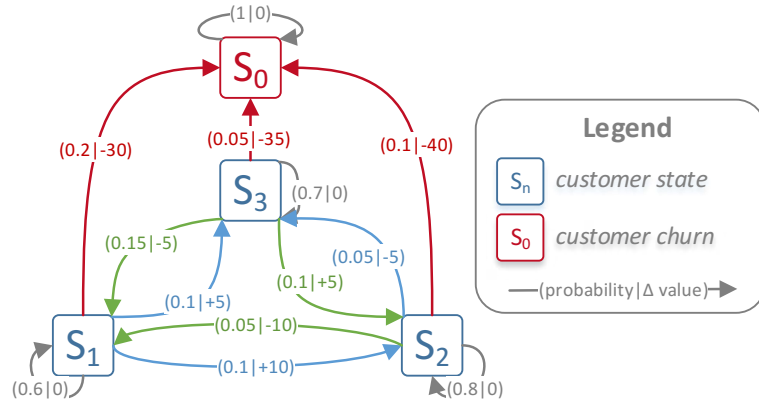 (1|0)
S0
(0.2|-30)
(0.05|-35)
(0.1|-40)
S3
(0.7|0)
(0.15|-5)
(0.05|-5)
(0.1|+5)
(0.1|+5)
(0.05|-10)
S1
S2
(0.1|+10)
(0.6|0)
(0.8|0)
Legend
Sn customer state
S0 customer churn
(probability|Δ value)